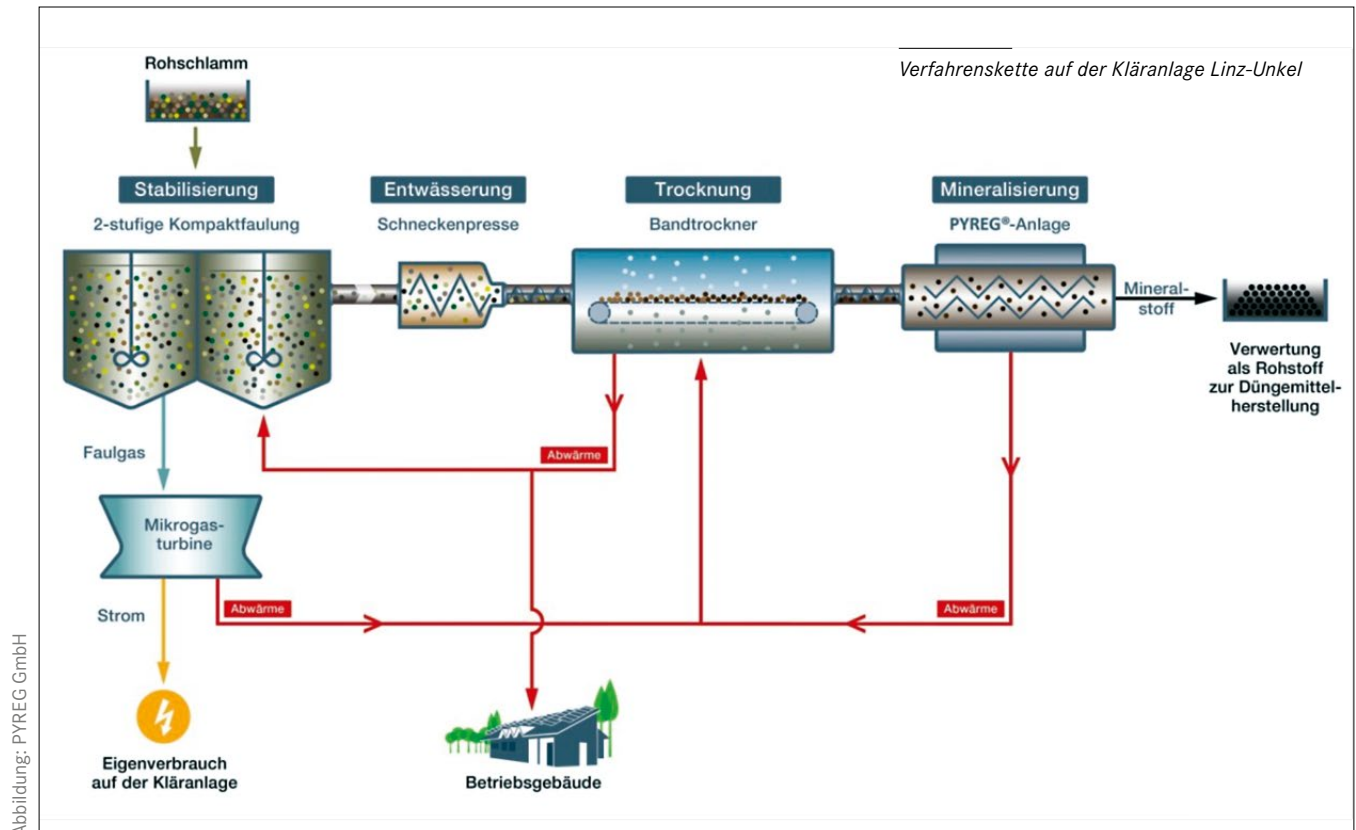 Verfahrenskette auf der Kläranlage Linz-Unkel
Rohschlamm
Stabilisierung
2-stufige Kompaktfaulung
Entwässerung
Schneckenpresse
Trocknung
Bandtrockner
Mineralisierung
PYREG®-Anlage
Mineral-
stoff
Verwertung
als Rohstoff
zur Düngemittel-
herstellung
Abwärme
Faulgas
Mikrogas-
turbine
Strom
Abwärme
Abwärme
Eigenverbrauch
auf der Kläranlage
Betriebsgebäude
Abbildung: PYREG GmbH